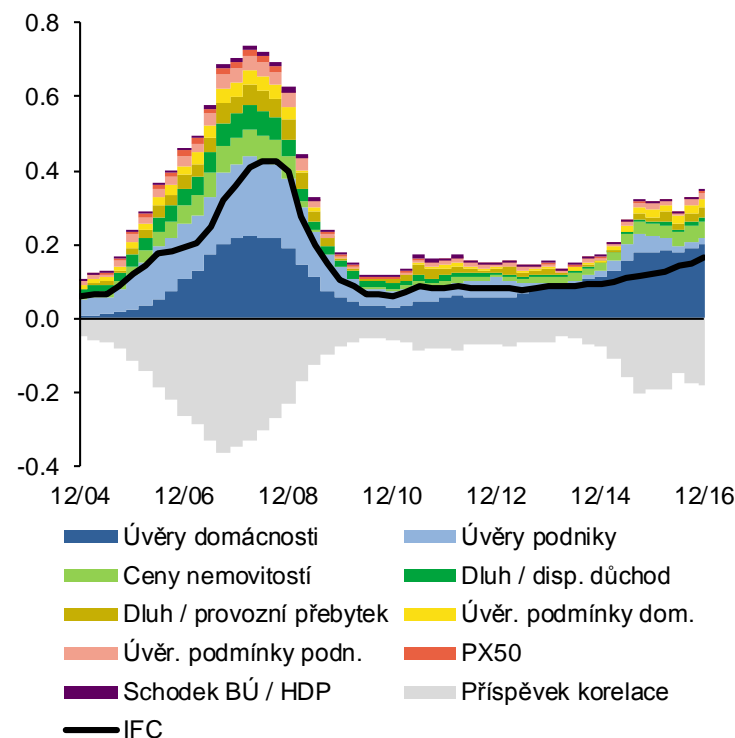 0.8
0.6
0.4
0.2
0.0
-0.2
-0.4
12/04 12/06 12/08 12/10 12/12 12/14 12/16
Úvěry domácnosti Úvěry podniky
Ceny nemovitostí Dluh / disp. důchod
Dluh / provozní přebytek Úvěr. podmínky dom.
Úvěr. podmínky podn. PX50
Schodek BÚ / HDP Příspěvek korelace
IFC